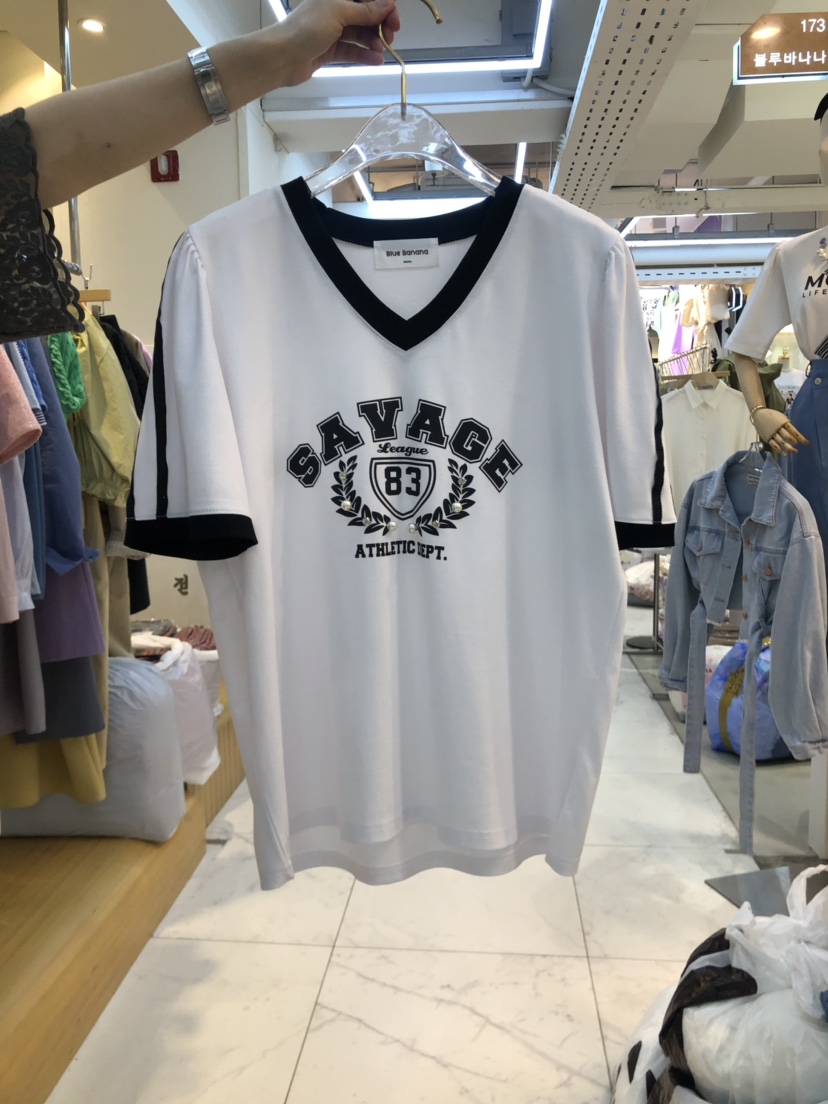 173
블루바나나
Blue Banana
SAVAGE
League
83
ATHLETIC DEPT.